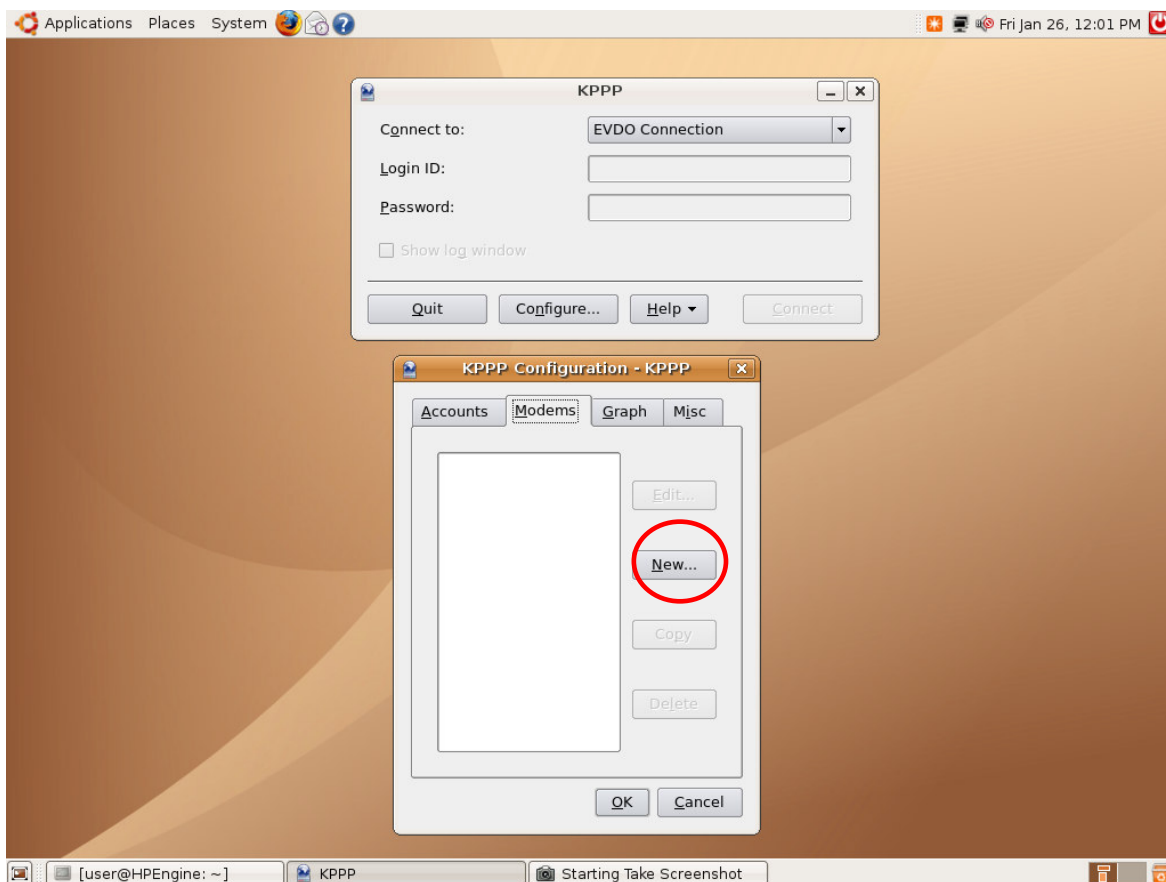 Applications Places System Fri Jan 26, 12:01 PM
KPPP
Connect to: EVDO Connection
Login ID:
Password:
Show log window
Quit Configure... Help Connect
KPPP Configuration - KPPP
Accounts Modems Graph Misc
Edit...
New...
Copy
Delete
OK Cancel
[user@HPEngine: ~] KPPP Starting Take Screenshot